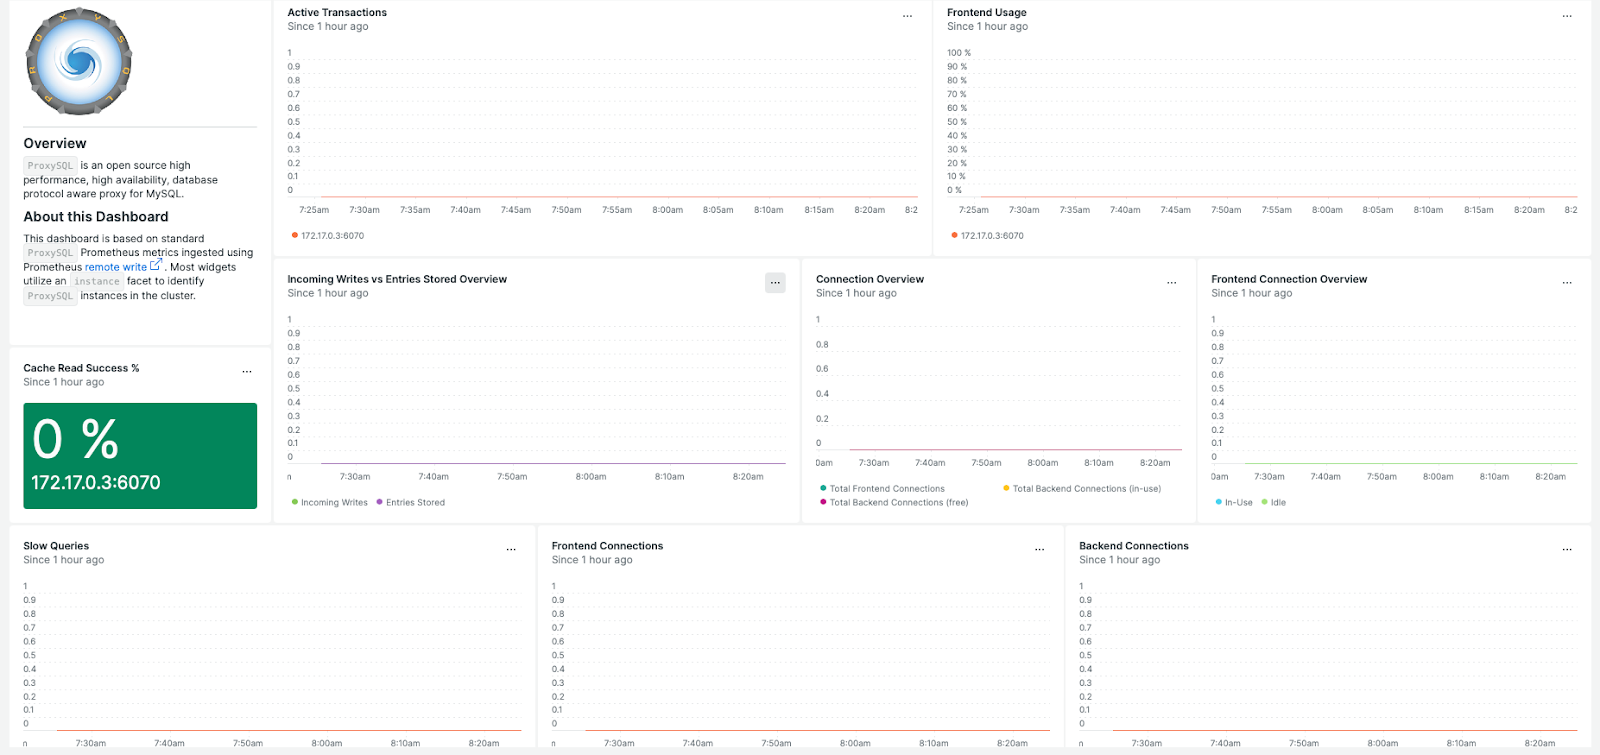 P R O X Y S Q L
Overview
ProxySQL is an open source high
performance, high availability, database
protocol aware proxy for MySQL.
About this Dashboard
This dashboard is based on standard
ProxySQL Prometheus metrics ingested using
Prometheus remote write . Most widgets
utilize an instance facet to identify
ProxySQL instances in the cluster.
Active Transactions
Since 1 hour ago
...
1
0.9
0.8
0.7
0.6
0.5
0.4
0.3
0.2
0.1
0
7:25am 7:30am 7:35am 7:40am 7:45am 7:50am 7:55am 8:00am 8:05am 8:10am 8:15am 8:20am 8:2
172.17.0.3:6070
Frontend Usage
Since 1 hour ago
...
100 %
90 %
80 %
70 %
60 %
50 %
40 %
30 %
20 %
10 %
0 %
7:25am 7:30am 7:35am 7:40am 7:45am 7:50am 7:55am 8:00am 8:05am 8:10am 8:15am 8:20am 8:2
172.17.0.3:6070
Cache Read Success %
Since 1 hour ago
...
0 %
172.17.0.3:6070
Incoming Writes vs Entries Stored Overview
Since 1 hour ago
...
1
0.9
0.8
0.7
0.6
0.5
0.4
0.3
0.2
0.1
0
n 7:30am 7:40am 7:50am 8:00am 8:10am 8:20am
Incoming Writes Entries Stored
Connection Overview
Since 1 hour ago
...
1
0.8
0.6
0.4
0.2
0
0am 7:30am 7:40am 7:50am 8:00am 8:10am 8:20am
Total Frontend Connections Total Backend Connections (in-use)
Total Backend Connections (free)
Frontend Connection Overview
Since 1 hour ago
...
1
0.9
0.8
0.7
0.6
0.5
0.4
0.3
0.2
0.1
0
0am 7:30am 7:40am 7:50am 8:00am 8:10am 8:20am
In-Use Idle
Slow Queries
Since 1 hour ago
...
1
0.9
0.8
0.7
0.6
0.5
0.4
0.3
0.2
0.1
0
n 7:30am 7:40am 7:50am 8:00am 8:10am 8:20am
Frontend Connections
Since 1 hour ago
...
1
0.9
0.8
0.7
0.6
0.5
0.4
0.3
0.2
0.1
0
n 7:30am 7:40am 7:50am 8:00am 8:10am 8:20am
Backend Connections
Since 1 hour ago
...
1
0.9
0.8
0.7
0.6
0.5
0.4
0.3
0.2
0.1
0
n 7:30am 7:40am 7:50am 8:00am 8:10am 8:20am